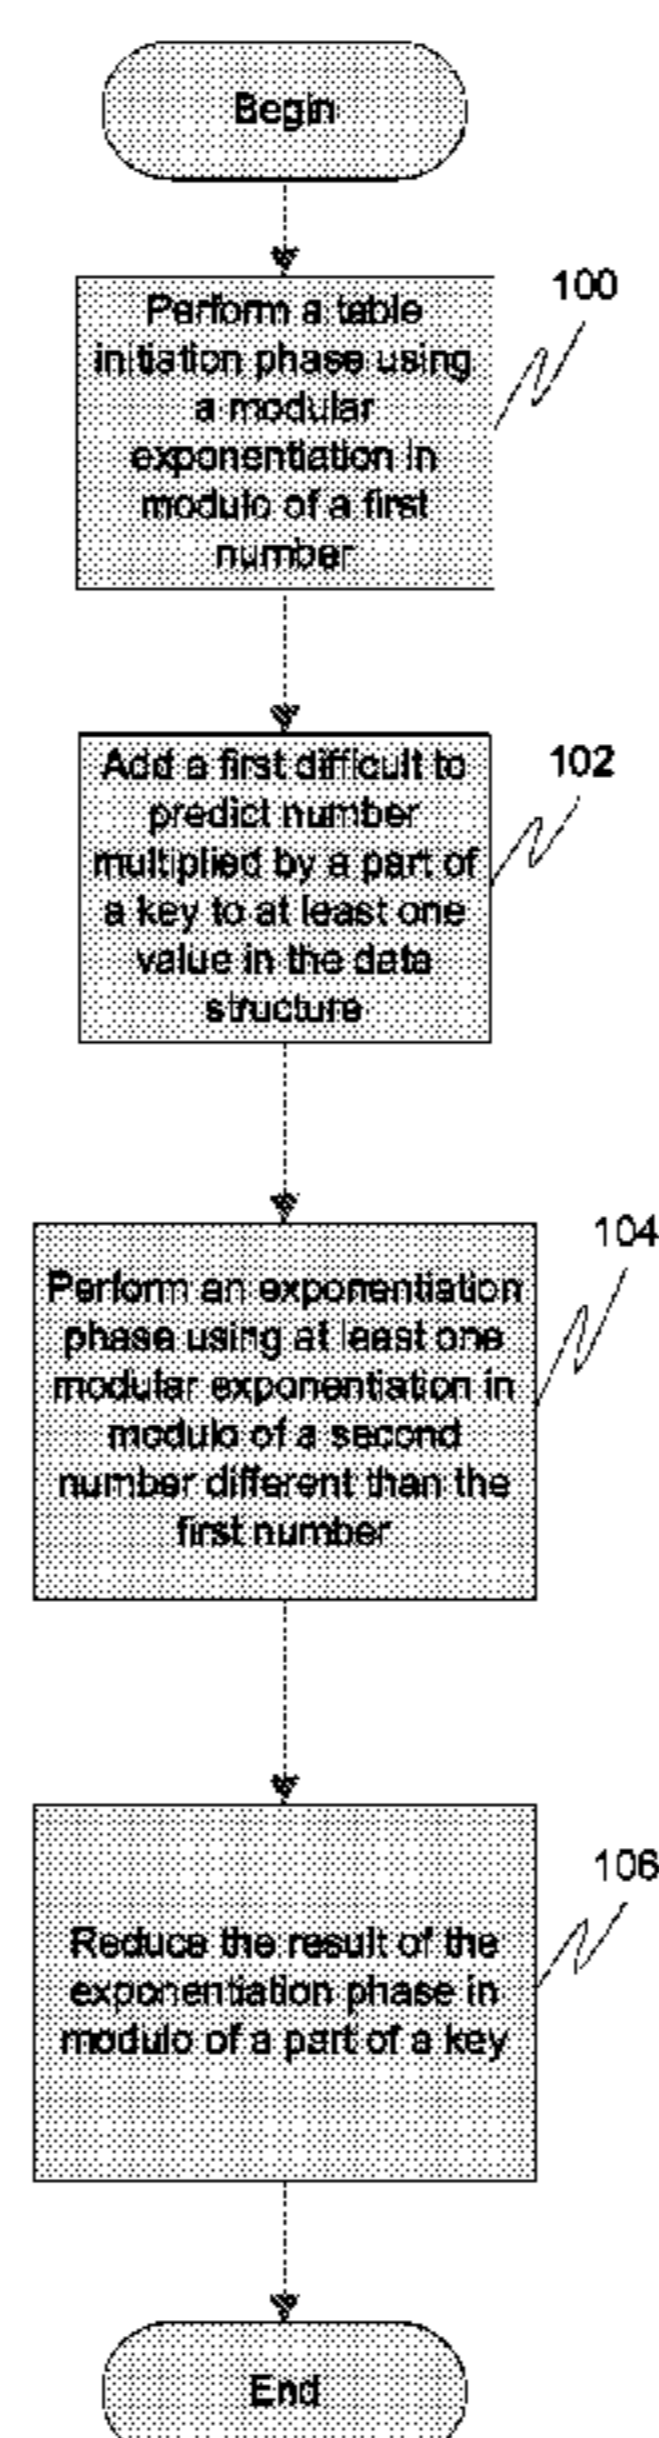 Begin
100
Perform a table
initiation phase using
a modular
exponentiation in
modulo of a first
number
102
Add a first difficult to
predict number
multiplied by a part of
a key to at least one
value in the data
structure
104
Perform an exponentiation
phase using at least one
modular exponentiation in
modulo of a second
number different than the
first number
106
Reduce the result of the
exponentiation phase in
modulo of a part of a key
End